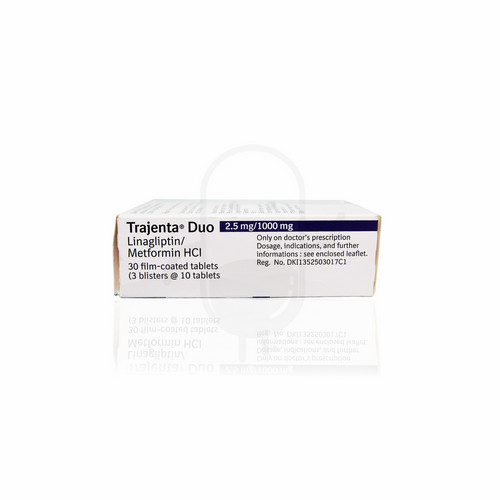 Trajenta® Duo 2.5 mg/1000 mg
Linagliptin/
Metformin HCl
30 film-coated tablets
(3 blisters @ 10 tablets
Only on doctor's prescription
Dosage, indications, and further
informations : see enclosed leaflet.
Reg. No. DKI1352503017C1